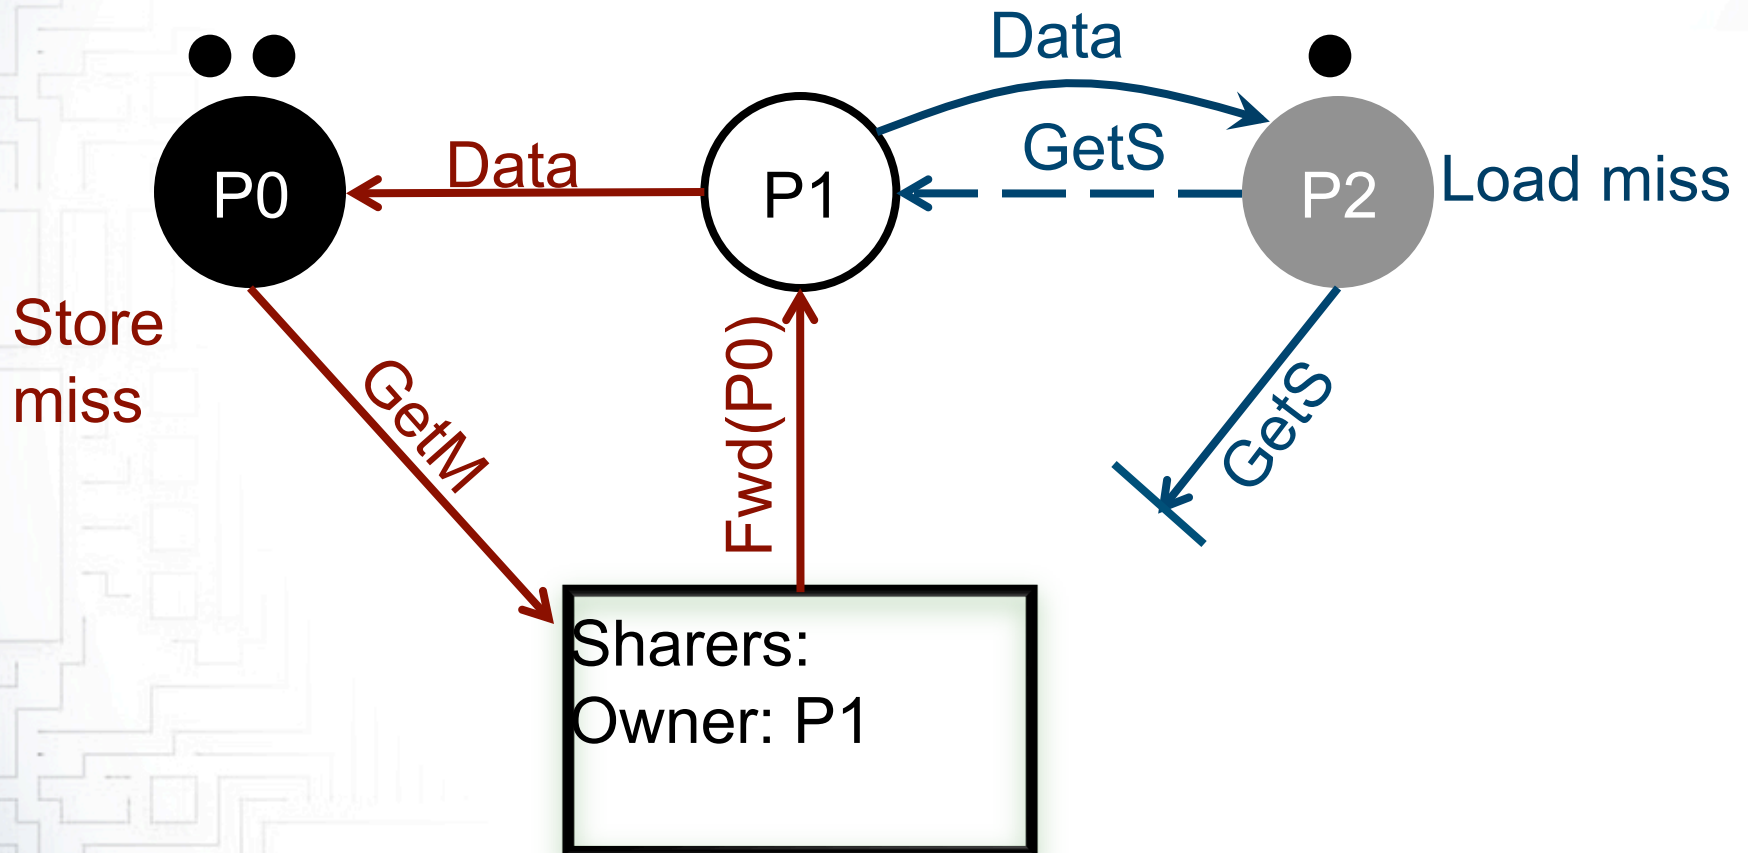 Data
GetS
Data
P0
P1
P2
Load miss
Store
miss
GetM
Fwd(P0)
GetS
Sharers:
Owner: P1